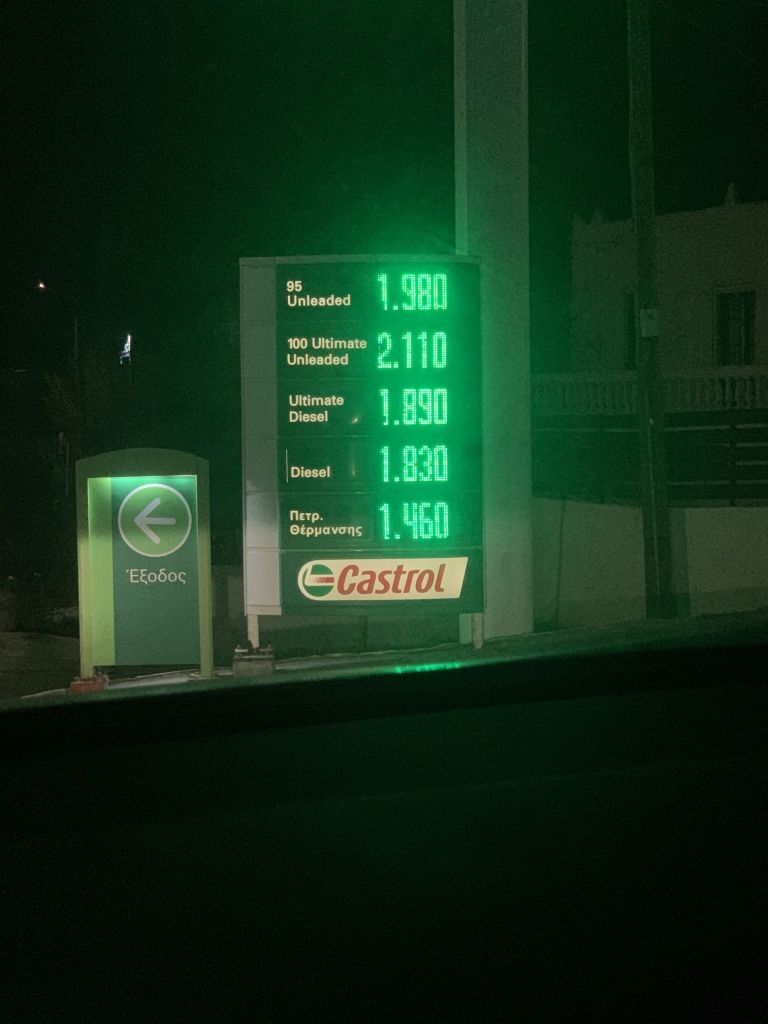 95
Unleaded 1.980
100 Ultimate
Unleaded 2.110
Ultimate
Diesel 1.890
Diesel 1.830
Πετρ.
Θέρμανσης 1.460
Castrol
Έξοδος